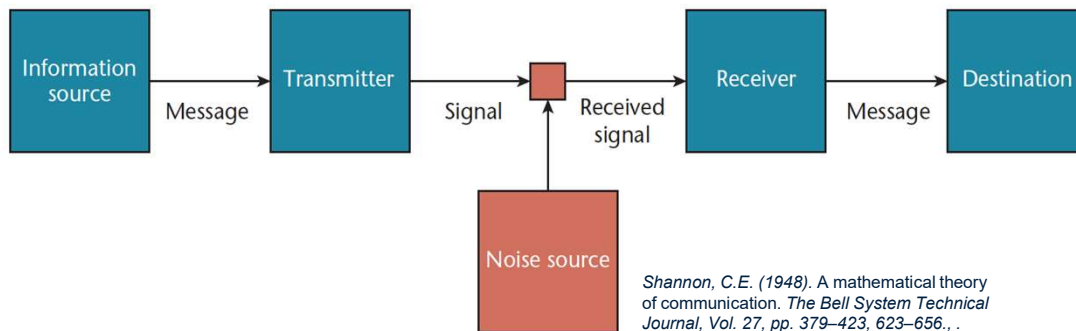 Information
source
Message
Transmitter
Signal
Received
signal
Receiver
Message
Destination
Noise source
Shannon, C.E. (1948). A mathematical theory
of communication. The Bell System Technical
Journal, Vol. 27, pp. 379–423, 623–656., .